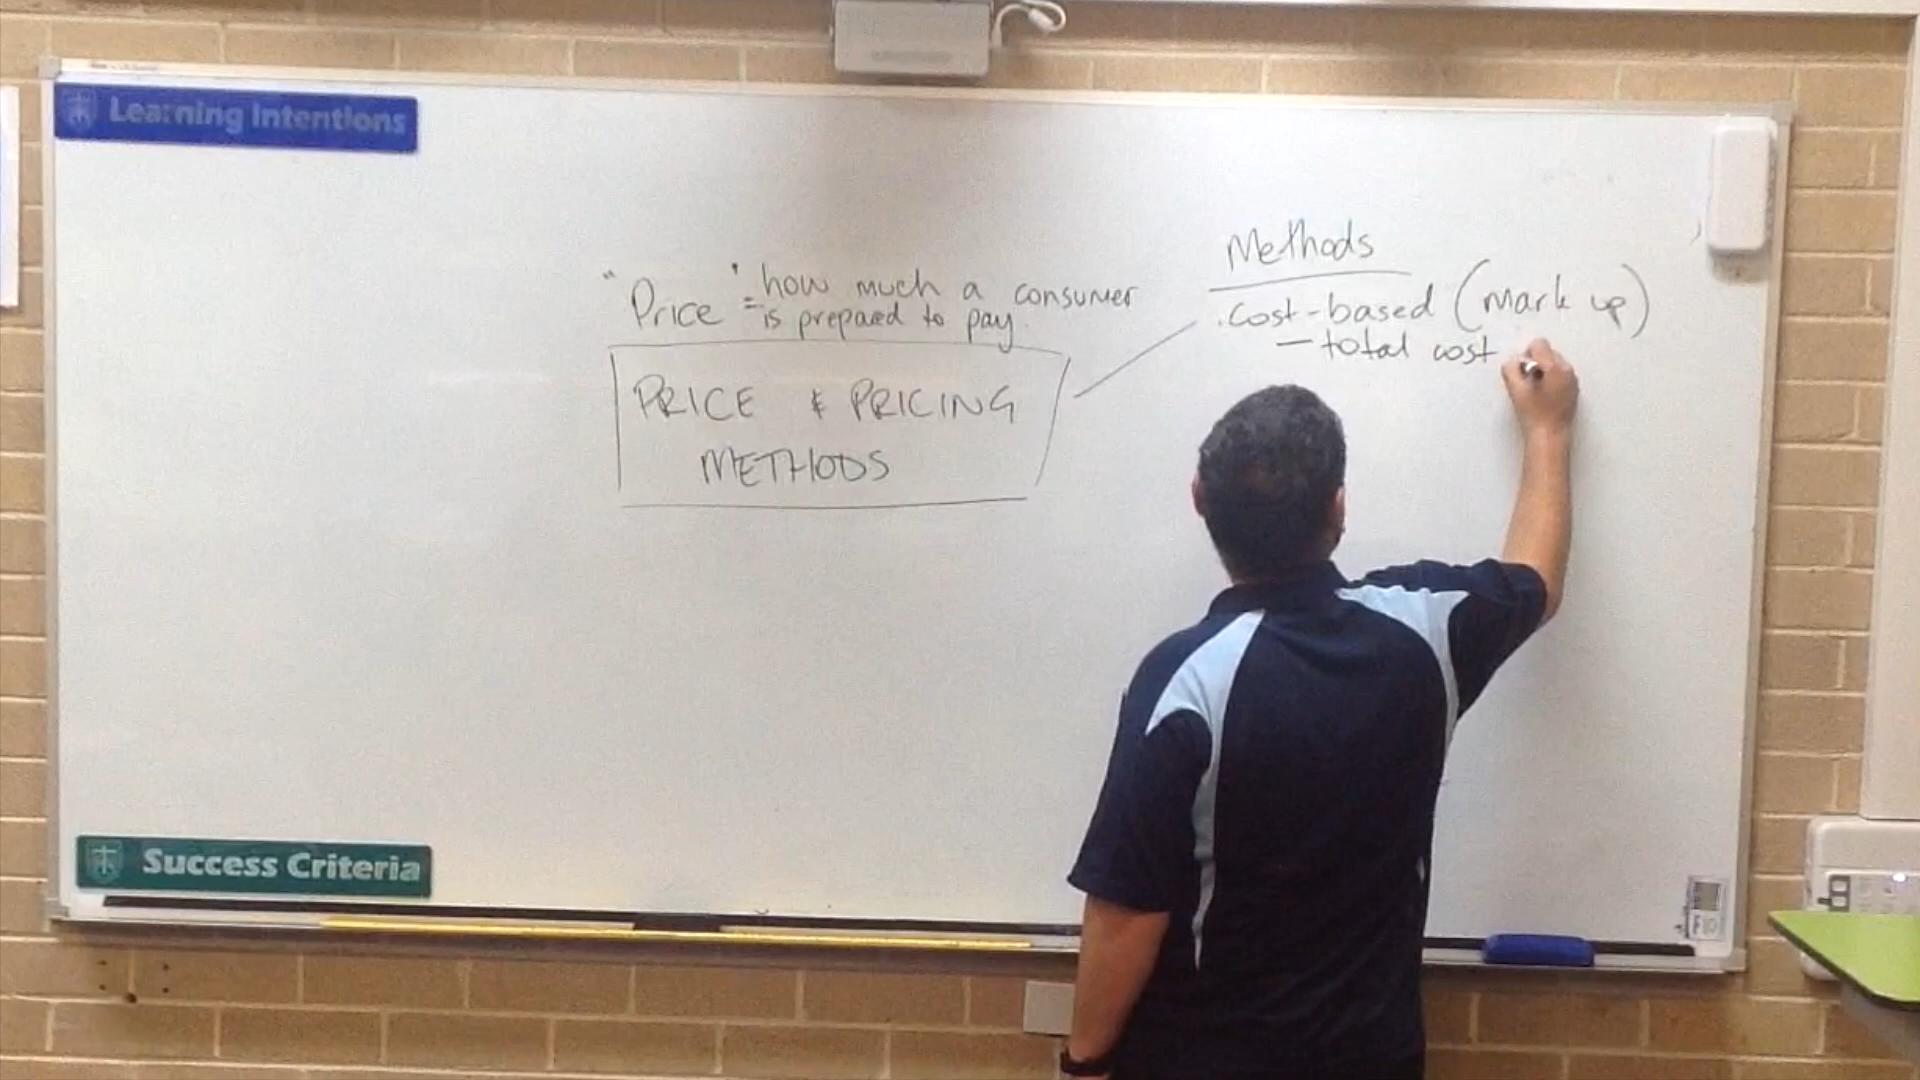 Learning Intentions
"Price" = how much a consumer
is prepared to pay.
PRICE & PRICING
METHODS
Methods
. Cost-based (Mark up)
- total cost
Success Criteria